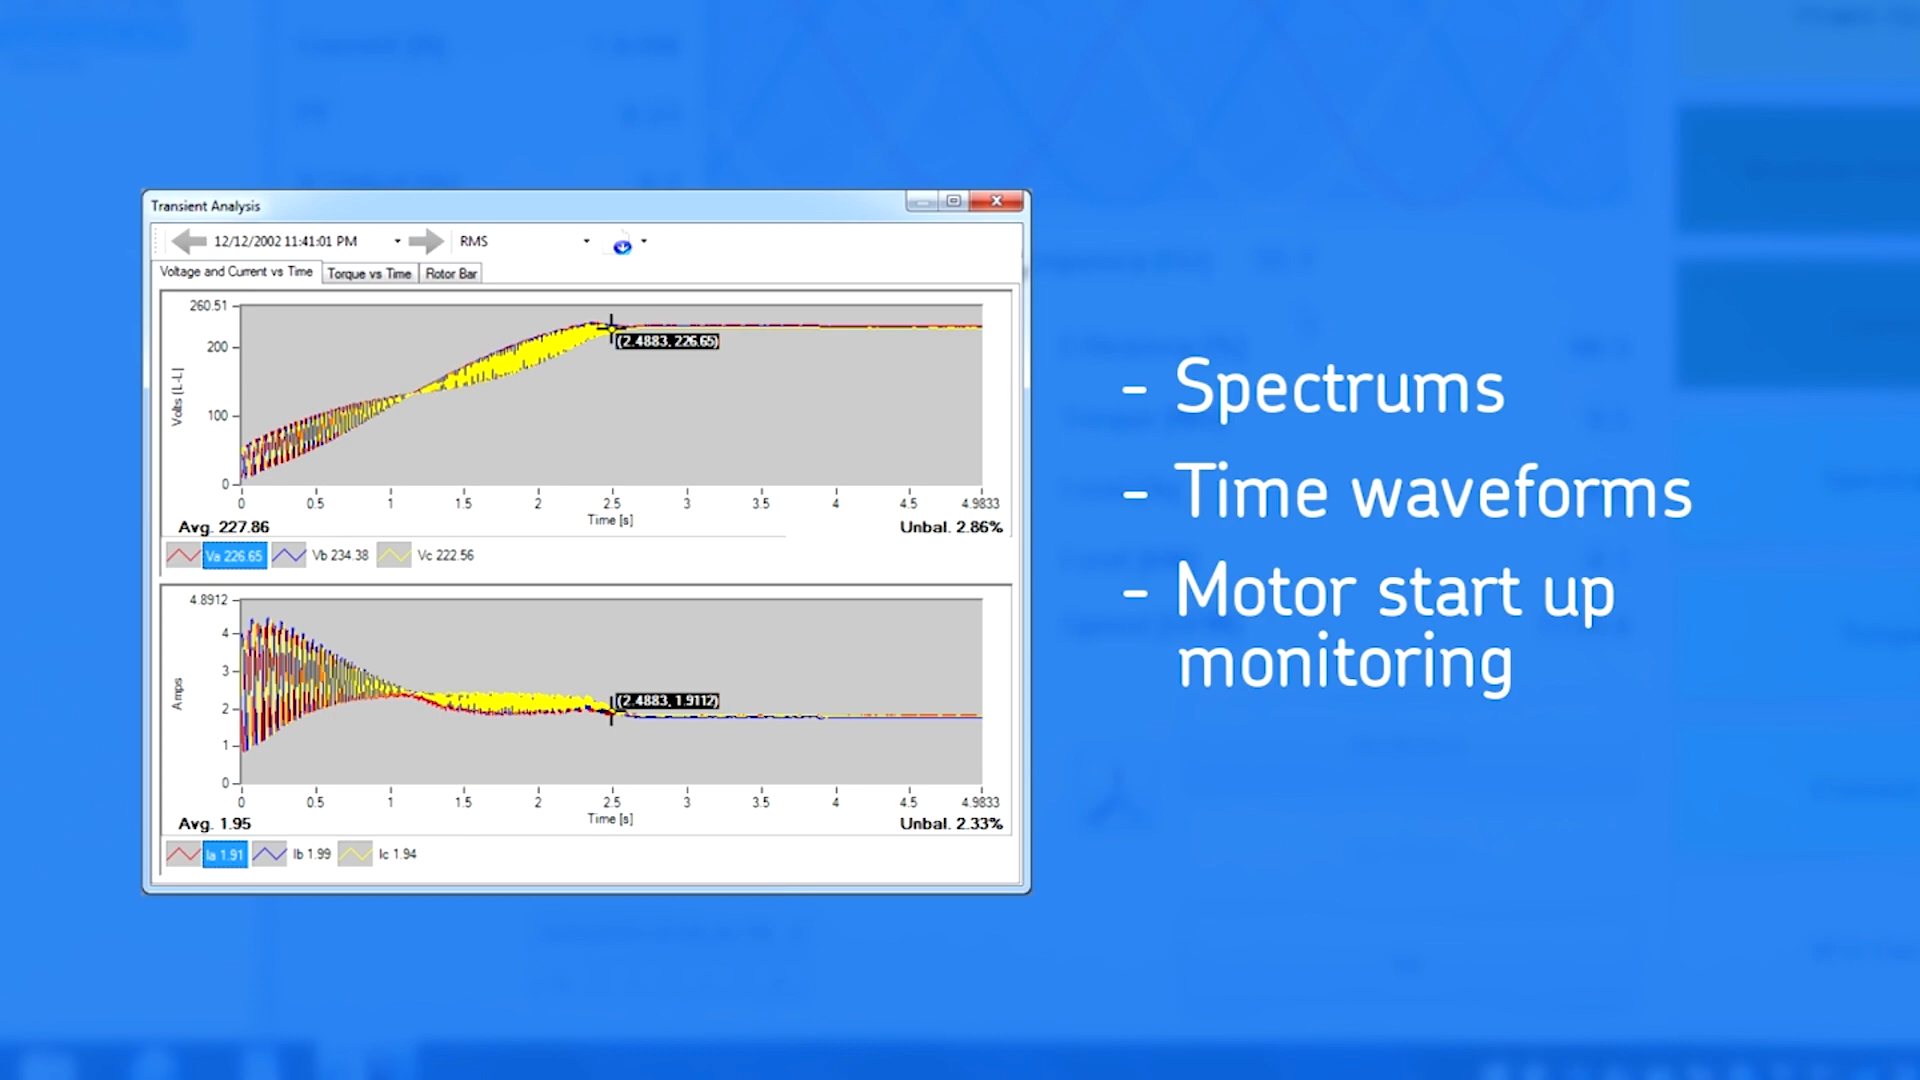 Transient Analysis
12/12/2002 11:41:01 PM
RMS
Voltage and Current vs Time
Torque vs Time
Rotor Bar
260.51
200
100
0
Volts (L-L)
(2.4883, 226.65)
0 0.5 1 1.5 2 2.5 3 3.5 4 4.5 4.9833
Time [s]
Avg. 227.86
Unbal. 2.86%
Va 226.65 Vb 234.38 Vc 222.56
4.8912
4
3
2
1
0
Amps
(2.4883, 1.9112)
0 0.5 1 1.5 2 2.5 3 3.5 4 4.5 4.9833
Time [s]
Avg. 1.95
Unbal. 2.33%
Ia 1.91 Ib 1.99 Ic 1.94
- Spectrums
- Time waveforms
- Motor start up
monitoring